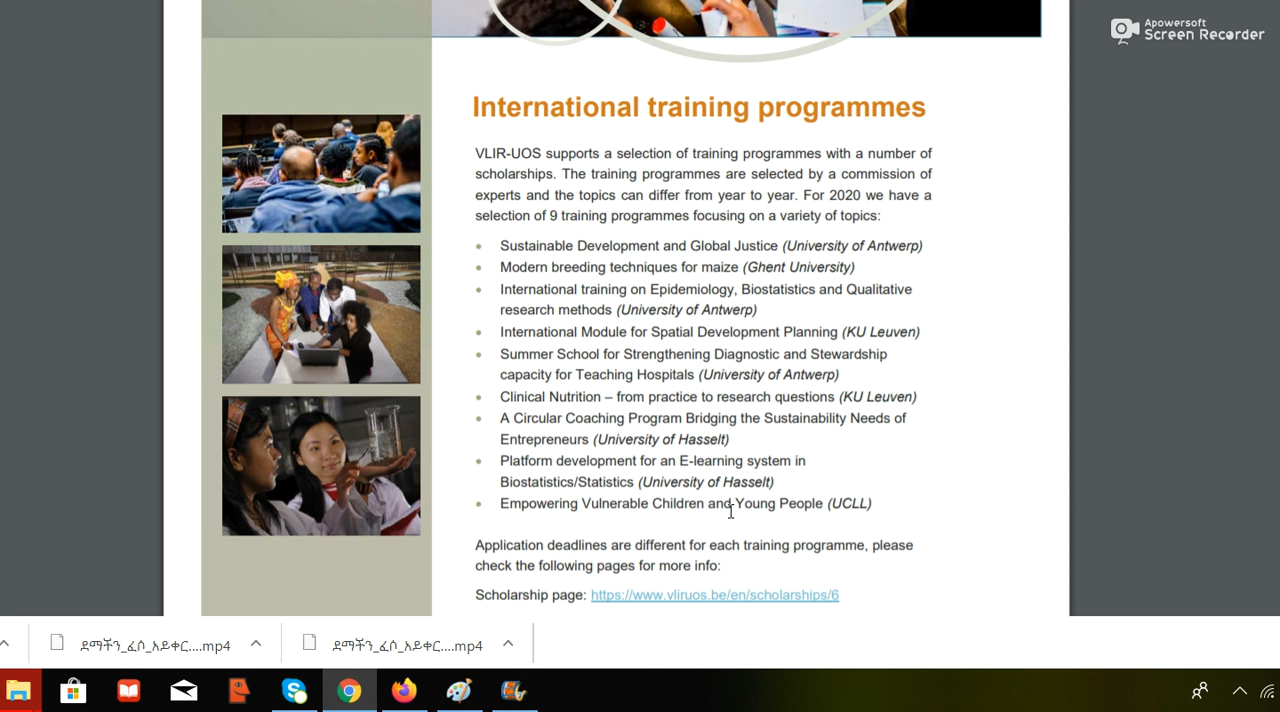 Apowersoft
Screen Recorder
International training programmes
VLIR-UOS supports a selection of training programmes with a number of
scholarships. The training programmes are selected by a commission of
experts and the topics can differ from year to year. For 2020 we have a
selection of 9 training programmes focusing on a variety of topics:
• Sustainable Development and Global Justice (University of Antwerp)
• Modern breeding techniques for maize (Ghent University)
• International training on Epidemiology, Biostatistics and Qualitative
research methods (University of Antwerp)
• International Module for Spatial Development Planning (KU Leuven)
• Summer School for Strengthening Diagnostic and Stewardship
capacity for Teaching Hospitals (University of Antwerp)
• Clinical Nutrition – from practice to research questions (KU Leuven)
• A Circular Coaching Program Bridging the Sustainability Needs of
Entrepreneurs (University of Hasselt)
• Platform development for an E-learning system in
Biostatistics/Statistics (University of Hasselt)
• Empowering Vulnerable Children and Young People (UCLL)
Application deadlines are different for each training programme, please
check the following pages for more info:
Scholarship page: https://www.vliruos.be/en/scholarships/6
ደማችን_ፈሶ_አይቀር....mp4
ደማችን_ፈሶ_አይቀር....mp4